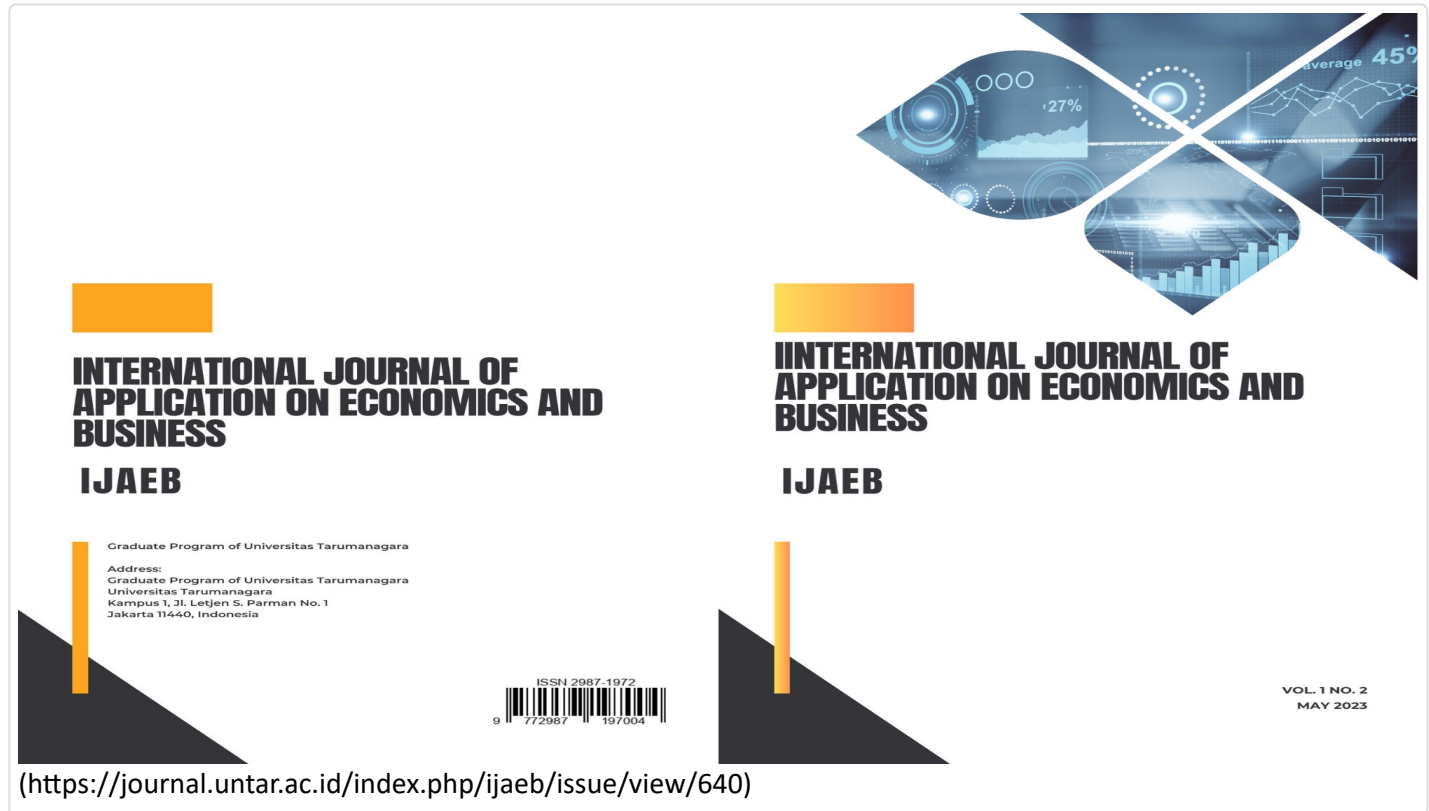 27%
average 45%
INTERNATIONAL JOURNAL OF
APPLICATION ON ECONOMICS AND
BUSINESS
IJAEB
Graduate Program of Universitas Tarumanagara
Address:
Graduate Program of Universitas Tarumanagara
Universitas Tarumanagara
Kampus 1, Jl. Letjen S. Parman No. 1
Jakarta 11440, Indonesia
ISSN 2987-1972
9 772987 197004
IINTERNATIONAL JOURNAL OF
APPLICATION ON ECONOMICS AND
BUSINESS
IJAEB
VOL. 1 NO. 2
MAY 2023
(https://journal.untar.ac.id/index.php/ijaeb/issue/view/640)